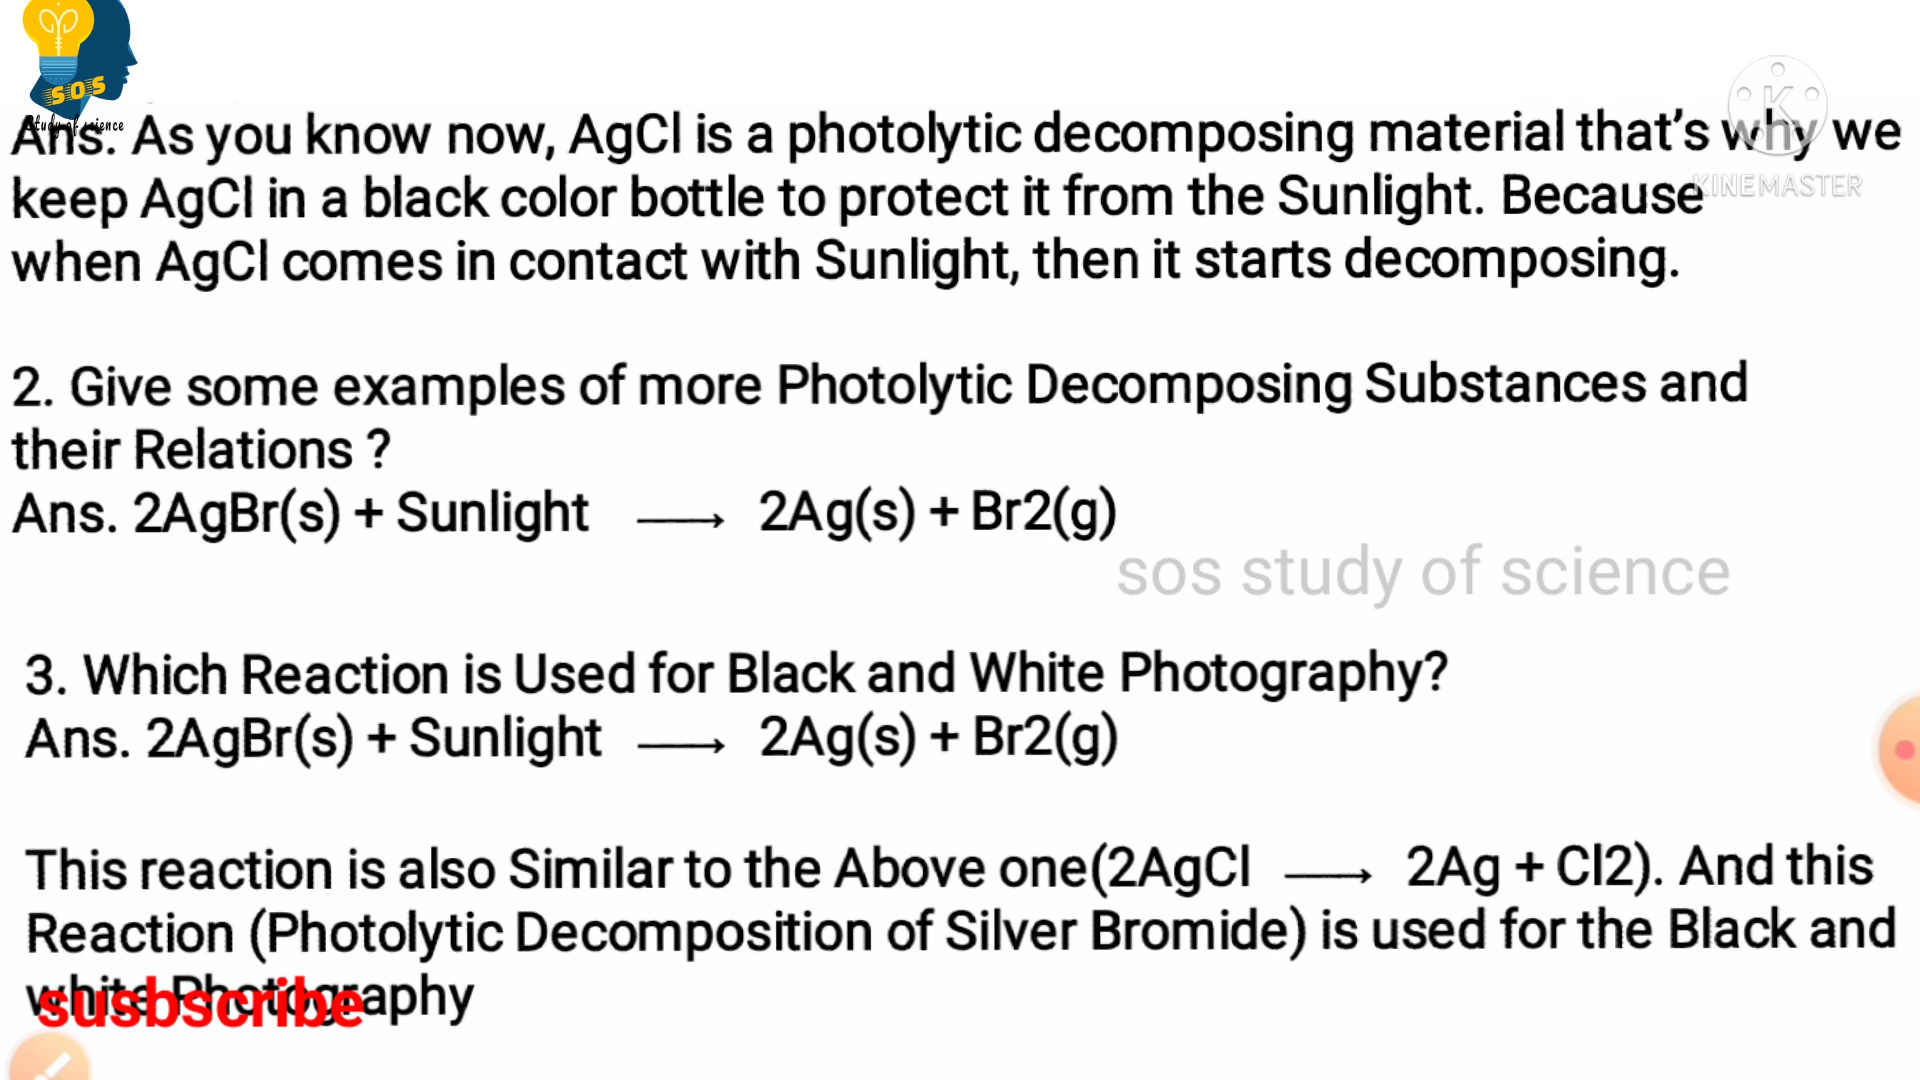 SOS
Study of science
Ans. As you know now, AgCl is a photolytic decomposing material that's why we
K
KINEMASTER
keep AgCl in a black color bottle to protect it from the Sunlight. Because
when AgCl comes in contact with Sunlight, then it starts decomposing.
2. Give some examples of more Photolytic Decomposing Substances and
their Relations ?
Ans. 2AgBr(s) + Sunlight ⟶ 2Ag(s) + Br2(g)
sos study of science
3. Which Reaction is Used for Black and White Photography?
Ans. 2AgBr(s) + Sunlight ⟶ 2Ag(s) + Br2(g)
This reaction is also Similar to the Above one(2AgCl ⟶ 2Ag + Cl2). And this
Reaction (Photolytic Decomposition of Silver Bromide) is used for the Black and
white Photography
susbscribe